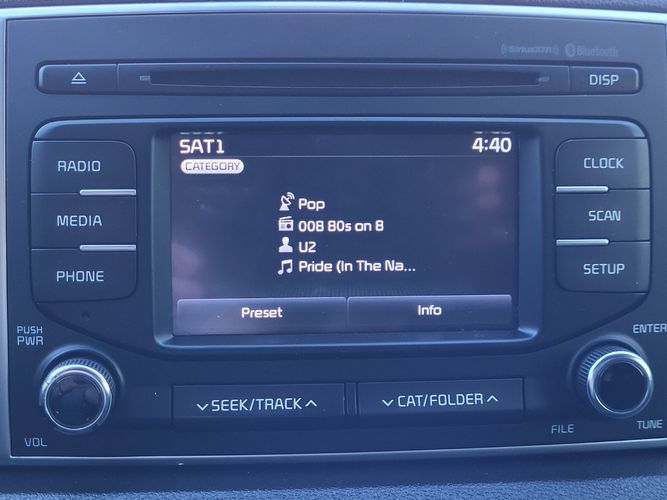 SiriusXM Bluetooth
DISP
SAT1 4:40
CATEGORY
RADIO
MEDIA
PHONE
Pop
008 80s on 8
U2
Pride (In The Na...
Preset Info
CLOCK
SCAN
SETUP
PUSH
PWR
VOL
SEEK/TRACK
CAT/FOLDER
ENTER
FILE
TUNE